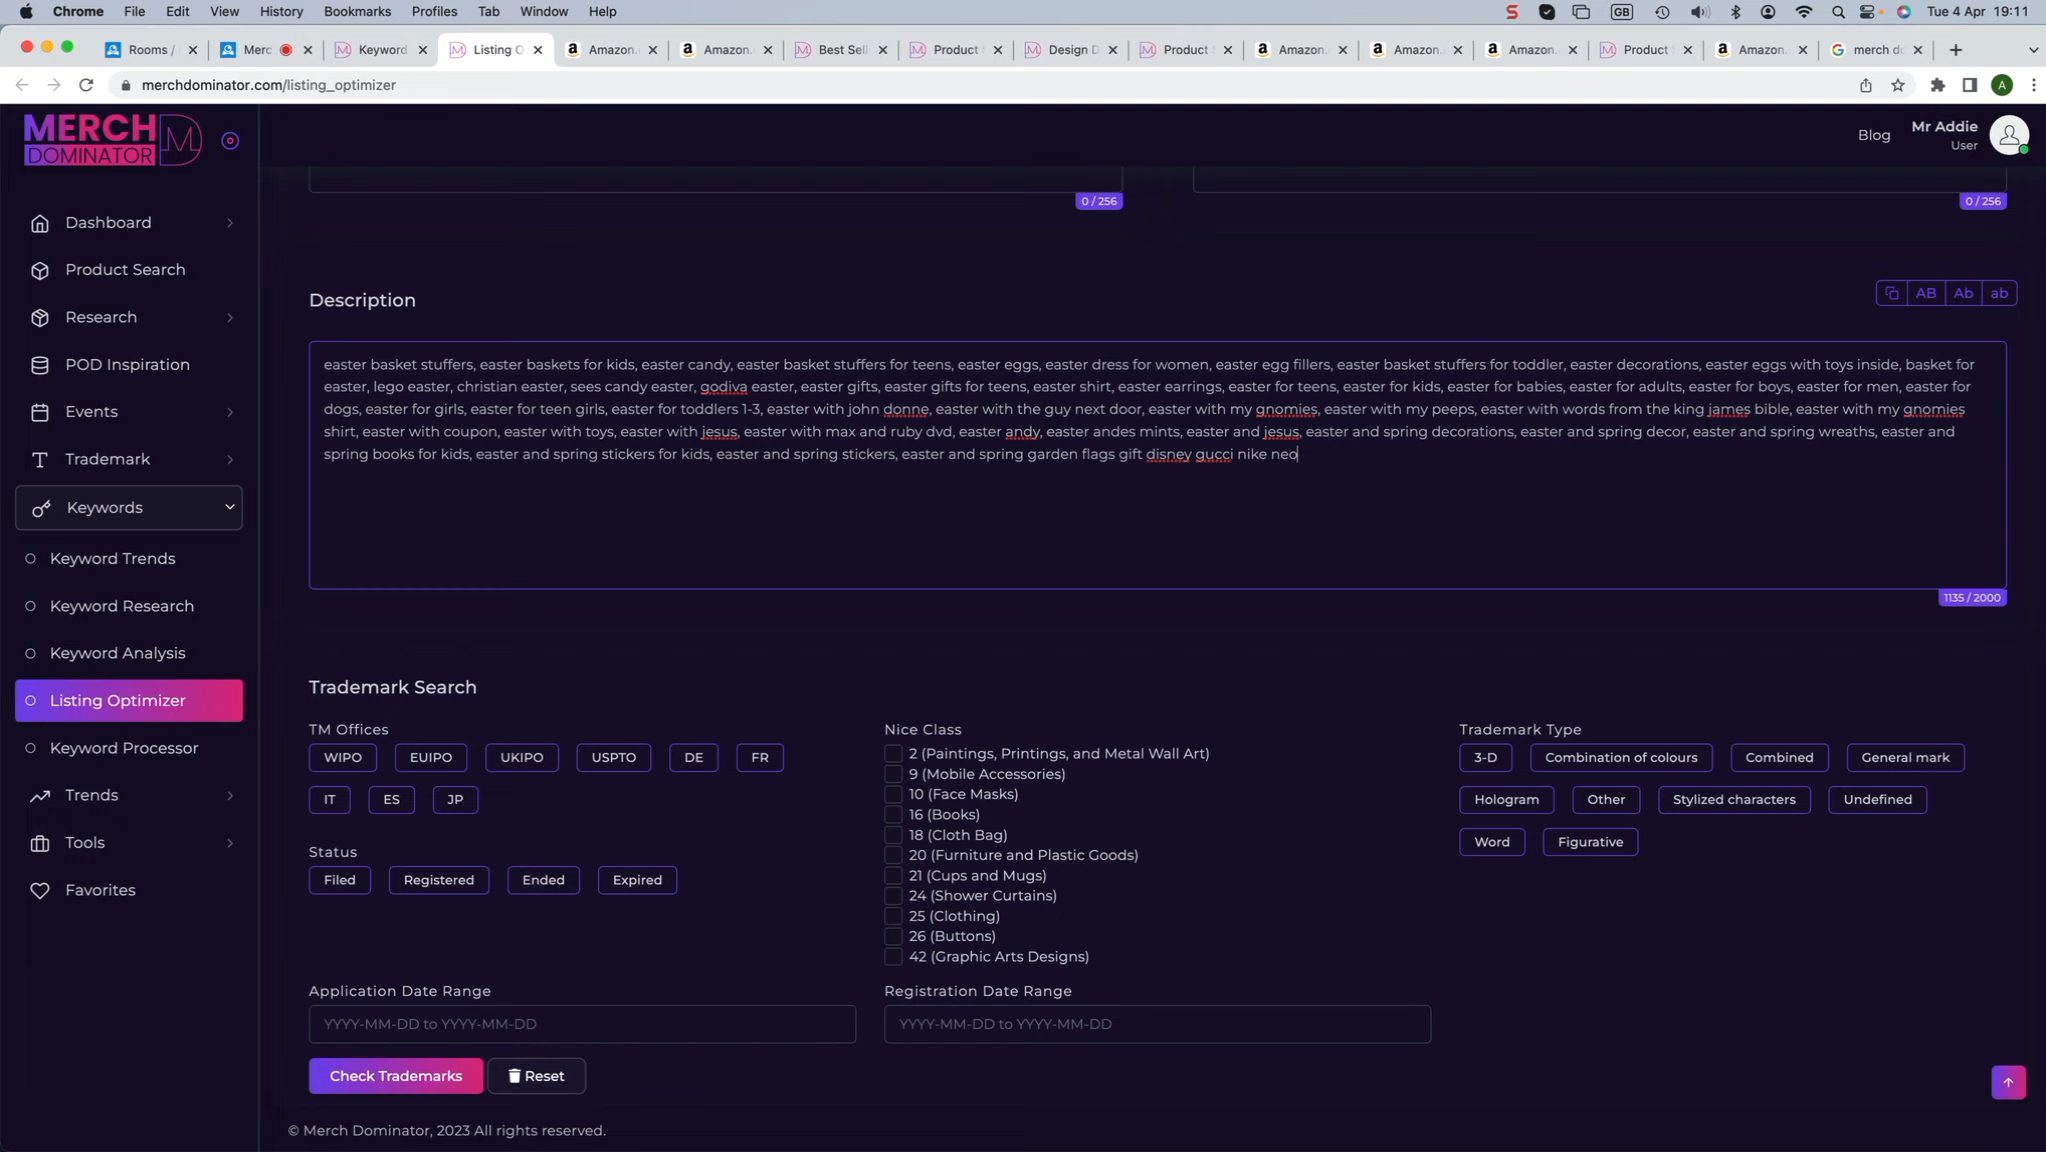 Chrome File Edit View History Bookmarks Profiles Tab Window Help S GB Tue 4 Apr 19:11
Rooms / Merc Keyword Listing O Amazon. Amazon. Best Sell Product S Design D Product S Amazon. Amazon. Amazon. Product S Amazon. merch do
merchdominator.com/listing_optimizer A
MERCH DOMINATOR
Blog
Mr Addie
User
Dashboard
Product Search
Research
POD Inspiration
Events
Trademark
Keywords
Keyword Trends
Keyword Research
Keyword Analysis
Listing Optimizer
Keyword Processor
Trends
Tools
Favorites
0 / 256
0 / 256
Description
AB Ab ab
easter basket stuffers, easter baskets for kids, easter candy, easter basket stuffers for teens, easter eggs, easter dress for women, easter egg fillers, easter basket stuffers for toddler, easter decorations, easter eggs with toys inside, basket for
easter, lego easter, christian easter, sees candy easter, godiva easter, easter gifts, easter gifts for teens, easter shirt, easter earrings, easter for teens, easter for kids, easter for babies, easter for adults, easter for boys, easter for men, easter for
dogs, easter for girls, easter for teen girls, easter for toddlers 1-3, easter with john donne, easter with the guy next door, easter with my gnomies, easter with my peeps, easter with words from the king james bible, easter with my gnomies
shirt, easter with coupon, easter with toys, easter with jesus, easter with max and ruby dvd, easter andy, easter andes mints, easter and jesus, easter and spring decorations, easter and spring decor, easter and spring wreaths, easter and
spring books for kids, easter and spring stickers for kids, easter and spring stickers, easter and spring garden flags gift disney gucci nike neo
1135 / 2000
Trademark Search
TM Offices
WIPO EUIPO UKIPO USPTO DE FR
IT ES JP
Status
Filed Registered Ended Expired
Nice Class
2 (Paintings, Printings, and Metal Wall Art)
9 (Mobile Accessories)
10 (Face Masks)
16 (Books)
18 (Cloth Bag)
20 (Furniture and Plastic Goods)
21 (Cups and Mugs)
24 (Shower Curtains)
25 (Clothing)
26 (Buttons)
42 (Graphic Arts Designs)
Trademark Type
3-D Combination of colours Combined General mark
Hologram Other Stylized characters Undefined
Word Figurative
Application Date Range
YYYY-MM-DD to YYYY-MM-DD
Registration Date Range
YYYY-MM-DD to YYYY-MM-DD
Check Trademarks Reset
© Merch Dominator, 2023 All rights reserved.